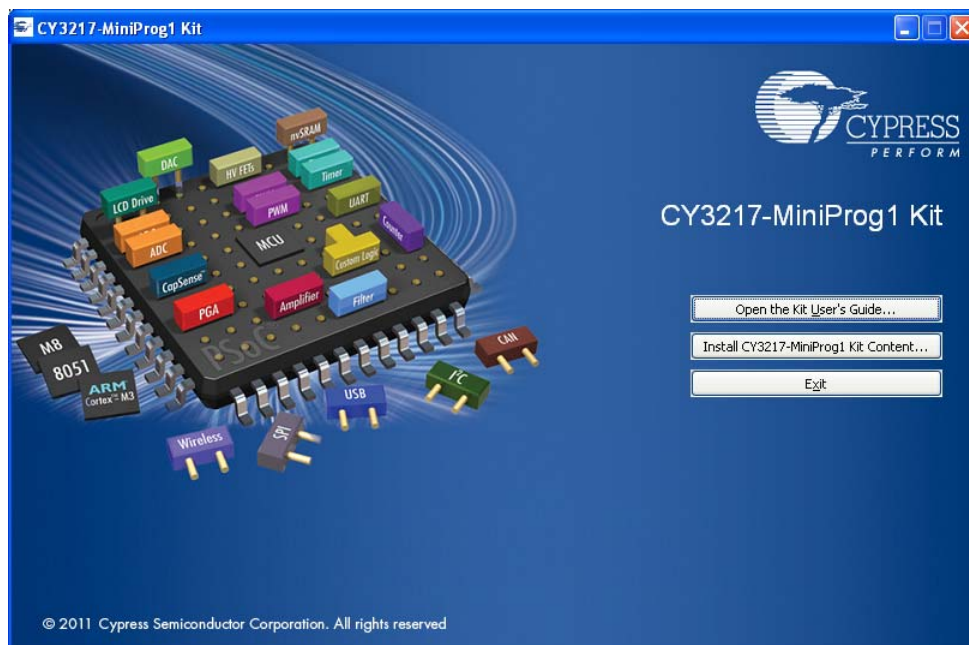 CY3217-MiniProg1 Kit
CYPRESS
PERFORM
CY3217-MiniProg1 Kit
Open the Kit User's Guide...
Install CY3217-MiniProg1 Kit Content...
Exit
nvSRAM
DAC
HV FETs
Timer
LCD Drive
PWM
UART
Counter
ADC
MCU
Custom Logic
CapSense™
PGA
Amplifier
Filter
PSoC
M8
8051
ARM
Cortex™ M3
CAN
I²C
USB
SPI
Wireless
© 2011 Cypress Semiconductor Corporation. All rights reserved